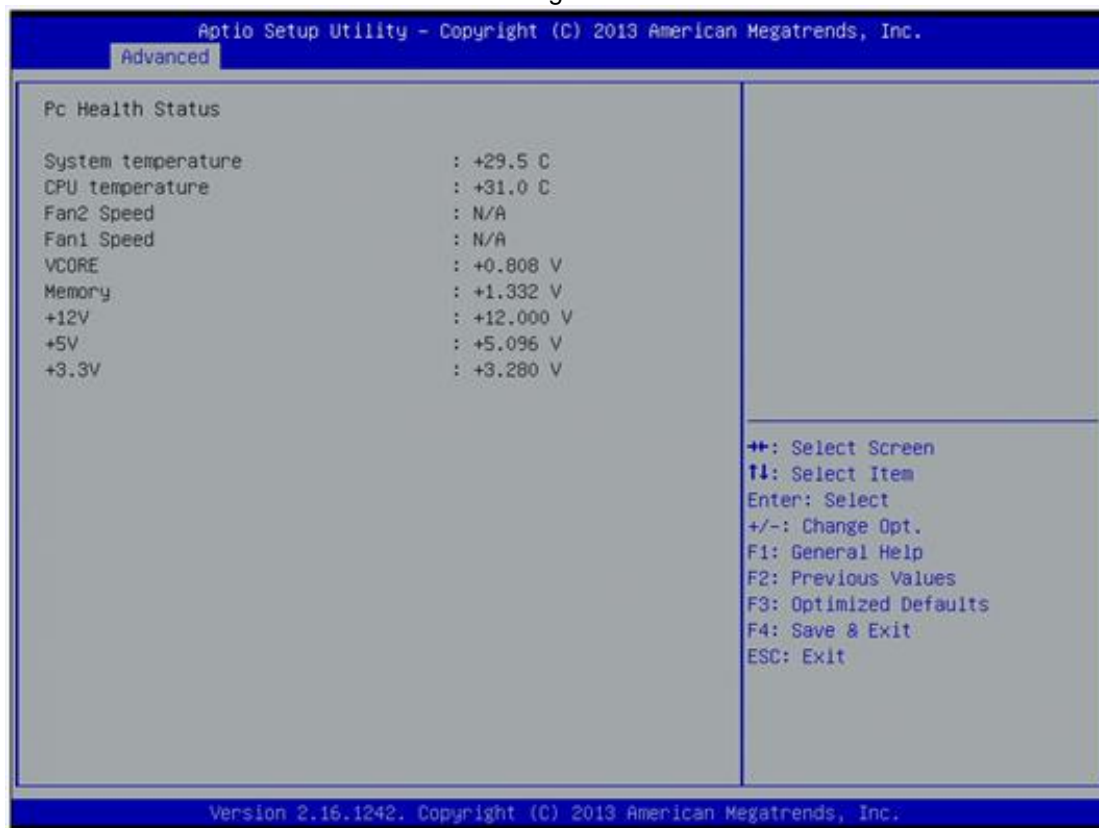 Aptio Setup Utility - Copyright (C) 2013 American Megatrends, Inc.
Advanced
Pc Health Status
System temperature : +29.5 C
CPU temperature : +31.0 C
Fan2 Speed : N/A
Fan1 Speed : N/A
VCORE : +0.808 V
Memory : +1.332 V
+12V : +12.000 V
+5V : +5.096 V
+3.3V : +3.280 V
→←: Select Screen
↑↓: Select Item
Enter: Select
+/-: Change Opt.
F1: General Help
F2: Previous Values
F3: Optimized Defaults
F4: Save & Exit
ESC: Exit
Version 2.16.1242. Copyright (C) 2013 American Megatrends, Inc.